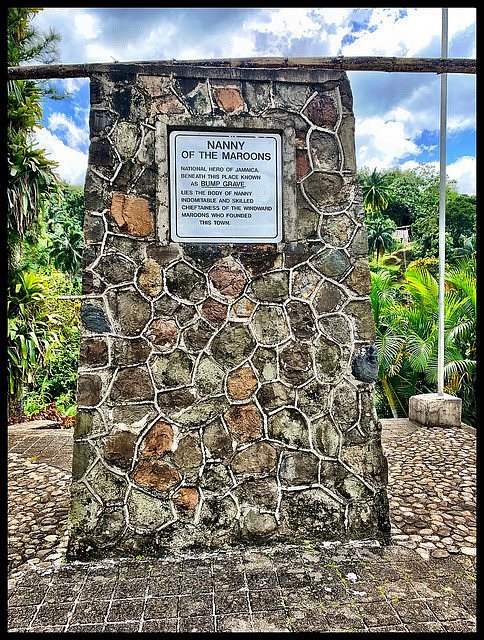 NANNY
OF THE MAROONS
NATIONAL HERO OF JAMAICA
BENEATH THIS PLACE KNOWN
AS BUMP GRAVE,
LIES THE BODY OF NANNY
INDOMITABLE AND SKILLED
CHIEFTAINESS OF THE WINDWARD
MAROONS WHO FOUNDED
THIS TOWN.